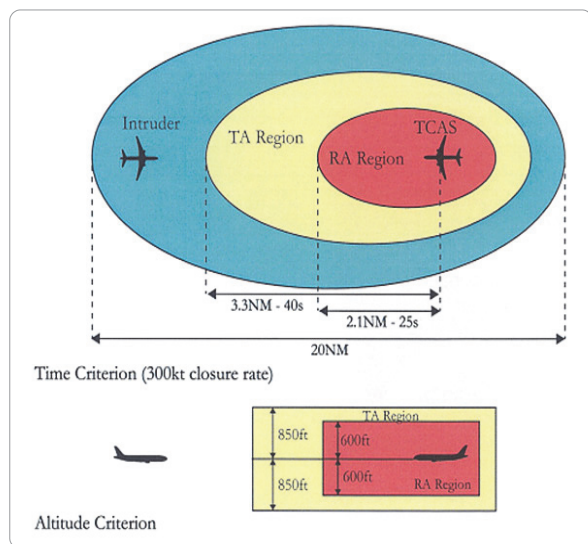 Intruder
TCAS
TA Region
RA Region
3.3NM - 40s
2.1NM - 25s
20NM
Time Criterion (300kt closure rate)
TA Region
850ft
600ft
600ft
850ft
RA Region
Altitude Criterion